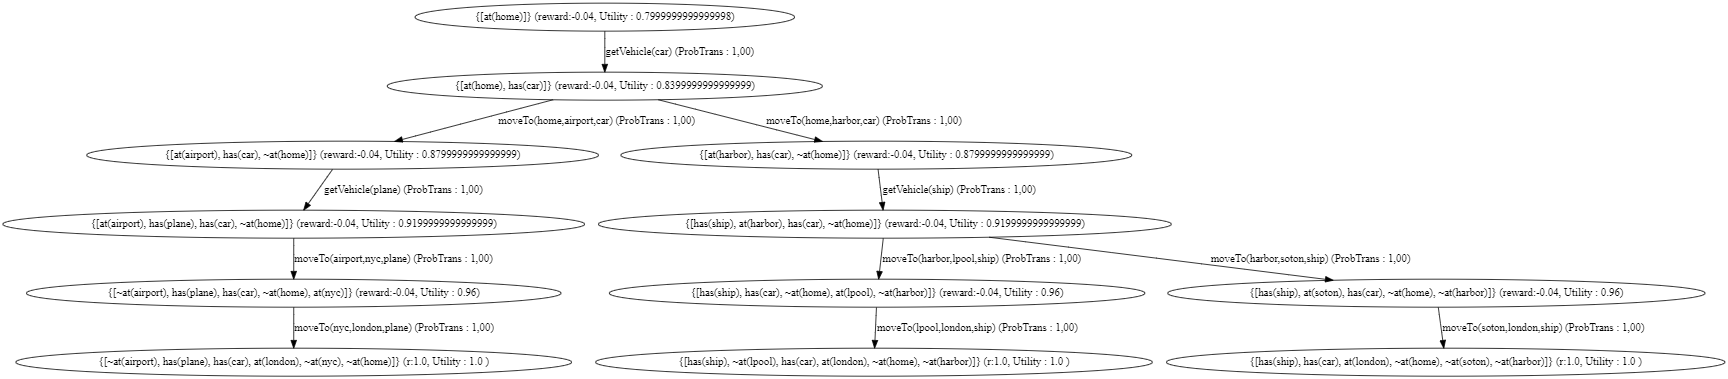 {[at(home)]} (reward:-0.04, Utility : 0.7999999999999998)
getVehicle(car) (ProbTrans : 1,00)
{[at(home), has(car)]} (reward:-0.04, Utility : 0.8399999999999999)
moveTo(home,airport,car) (ProbTrans : 1,00)
moveTo(home,harbor,car) (ProbTrans : 1,00)
{[at(airport), has(car), ~at(home)]} (reward:-0.04, Utility : 0.8799999999999999)
{[at(harbor), has(car), ~at(home)]} (reward:-0.04, Utility : 0.8799999999999999)
getVehicle(plane) (ProbTrans : 1,00)
getVehicle(ship) (ProbTrans : 1,00)
{[at(airport), has(plane), has(car), ~at(home)]} (reward:-0.04, Utility : 0.9199999999999999)
{[has(ship), at(harbor), has(car), ~at(home)]} (reward:-0.04, Utility : 0.9199999999999999)
moveTo(airport,nyc,plane) (ProbTrans : 1,00)
moveTo(harbor,lpool,ship) (ProbTrans : 1,00)
moveTo(harbor,soton,ship) (ProbTrans : 1,00)
{[~at(airport), has(plane), has(car), ~at(home), at(nyc)]} (reward:-0.04, Utility : 0.96)
{[has(ship), has(car), ~at(home), at(lpool), ~at(harbor)]} (reward:-0.04, Utility : 0.96)
{[has(ship), at(soton), has(car), ~at(home), ~at(harbor)]} (reward:-0.04, Utility : 0.96)
moveTo(nyc,london,plane) (ProbTrans : 1,00)
moveTo(lpool,london,ship) (ProbTrans : 1,00)
moveTo(soton,london,ship) (ProbTrans : 1,00)
{[~at(airport), has(plane), has(car), at(london), ~at(nyc), ~at(home)]} (r:1.0, Utility : 1.0 )
{[has(ship), ~at(lpool), has(car), at(london), ~at(home), ~at(harbor)]} (r:1.0, Utility : 1.0 )
{[has(ship), has(car), at(london), ~at(home), ~at(soton), ~at(harbor)]} (r:1.0, Utility : 1.0 )